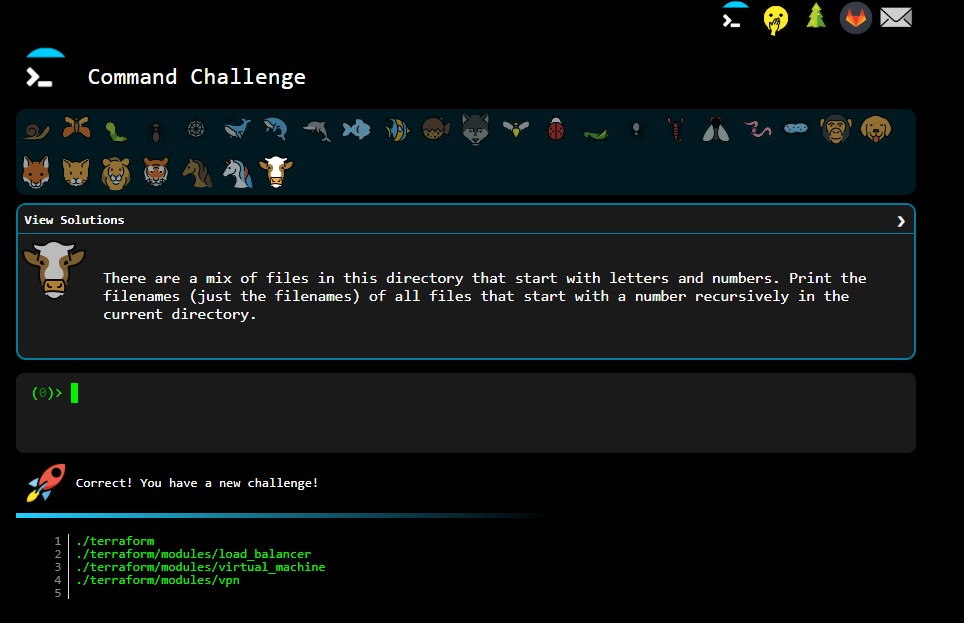 Command Challenge
View Solutions
There are a mix of files in this directory that start with letters and numbers. Print the
filenames (just the filenames) of all files that start with a number recursively in the
current directory.
(0)>
Correct! You have a new challenge!
1 ./terraform
2 ./terraform/modules/load_balancer
3 ./terraform/modules/virtual_machine
4 ./terraform/modules/vpn
5